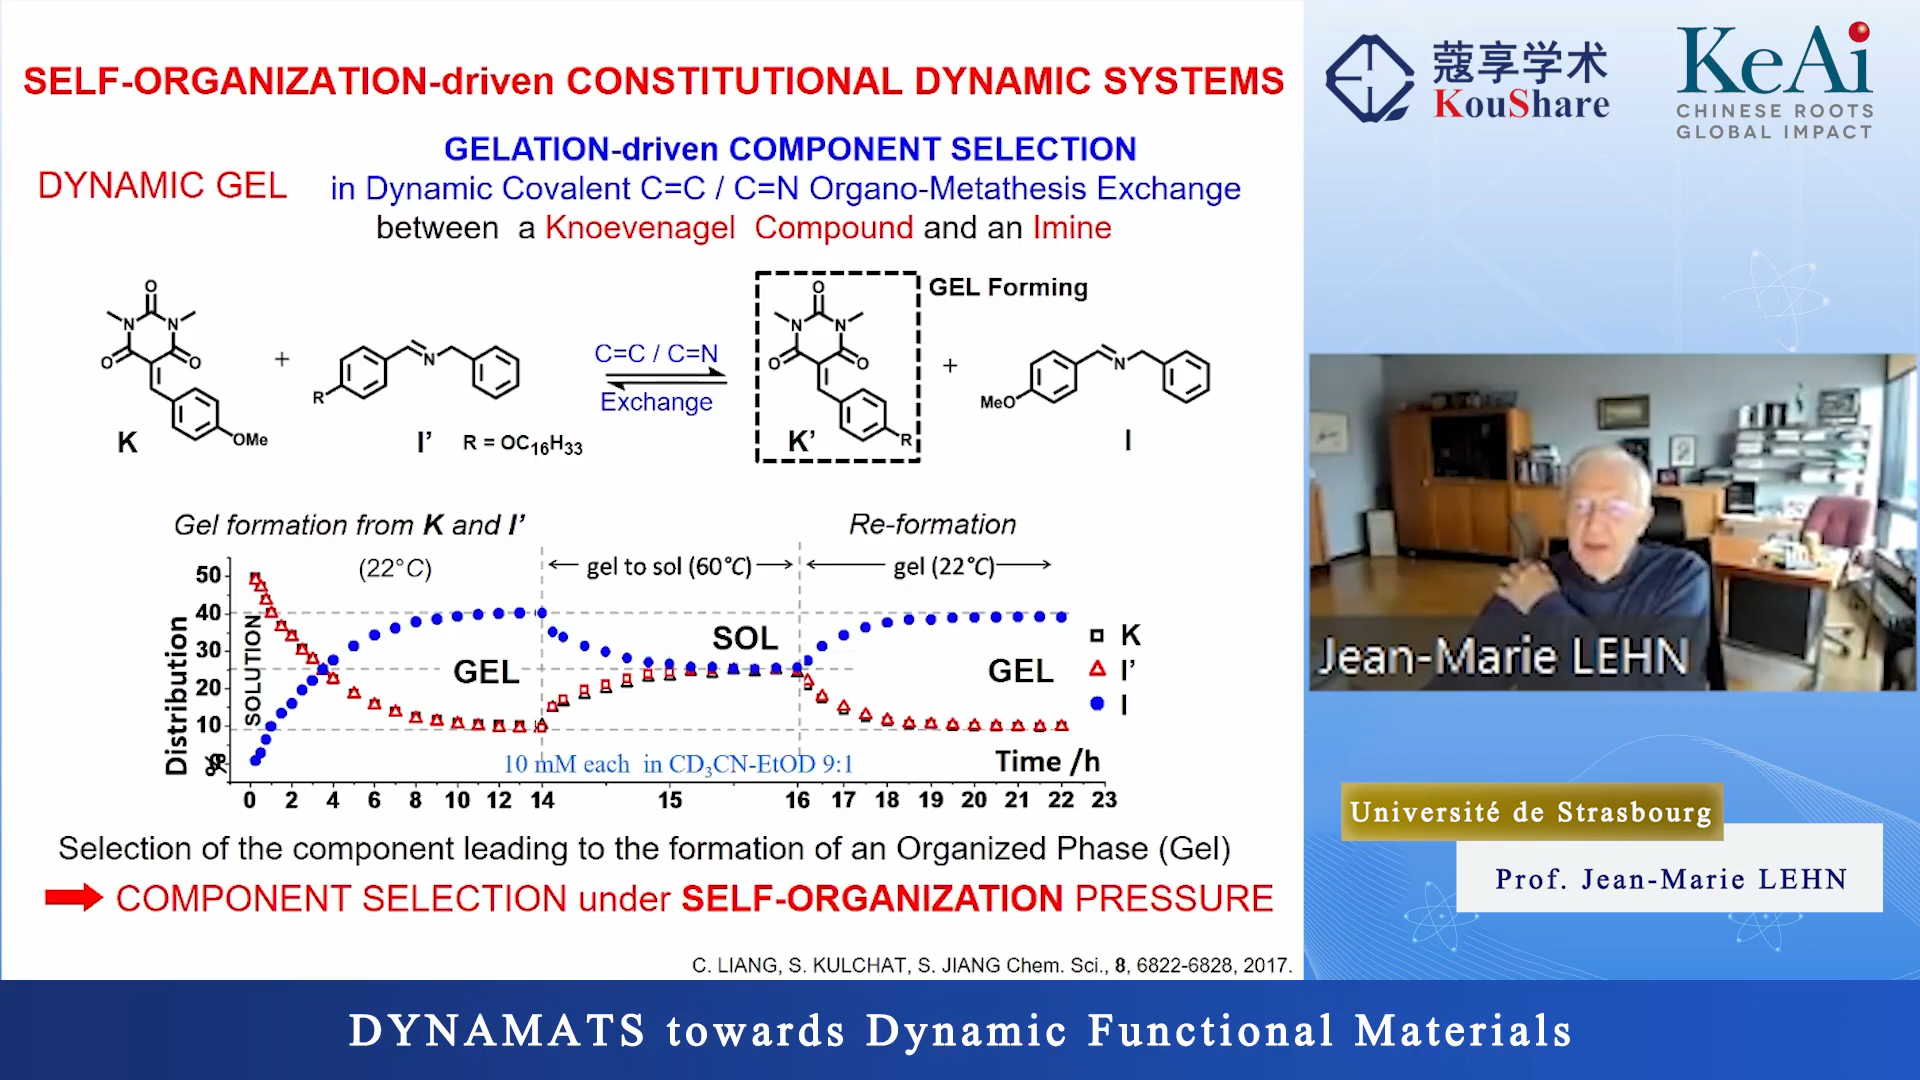 SELF-ORGANIZATION-driven CONSTITUTIONAL DYNAMIC SYSTEMS
GELATION-driven COMPONENT SELECTION
DYNAMIC GEL
in Dynamic Covalent C=C / C=N Organo-Metathesis Exchange
between a Knoevenagel Compound and an Imine
O
N
N
O
O
OMe
K
+
N
R
I’
R = OC16H33
C=C / C=N
Exchange
GEL Forming
O
N
N
O
O
R
K’
+
N
MeO
I
Gel formation from K and I’
(22°C)
gel to sol (60°C)
Re-formation
gel (22°C)
Distribution
%
50
40
30
20
10
SOLUTION
GEL
SOL
GEL
K
I’
I
10 mM each in CD3CN-EtOD 9:1
Time /h
0 2 4 6 8 10 12 14 15 16 17 18 19 20 21 22 23
Selection of the component leading to the formation of an Organized Phase (Gel)
COMPONENT SELECTION under SELF-ORGANIZATION PRESSURE
C. LIANG, S. KULCHAT, S. JIANG Chem. Sci., 8, 6822-6828, 2017.
蔻享学术
KouShare
KeAi
CHINESE ROOTS
GLOBAL IMPACT
Jean-Marie LEHN
Université de Strasbourg
Prof. Jean-Marie LEHN
DYNAMATS towards Dynamic Functional Materials